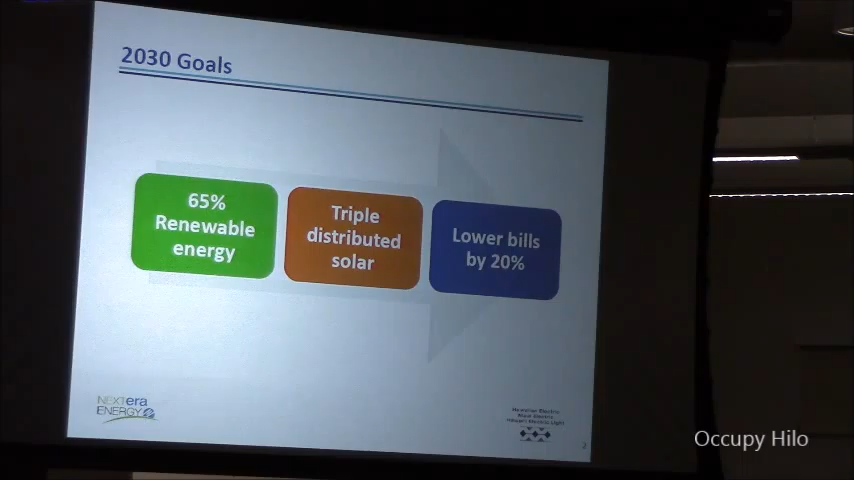 2030 Goals
65%
Renewable
energy
Triple
distributed
solar
Lower bills
by 20%
NEXTera
ENERGY
Hawaiian Electric
Maui Electric
Hawai'i Electric Light
Occupy Hilo